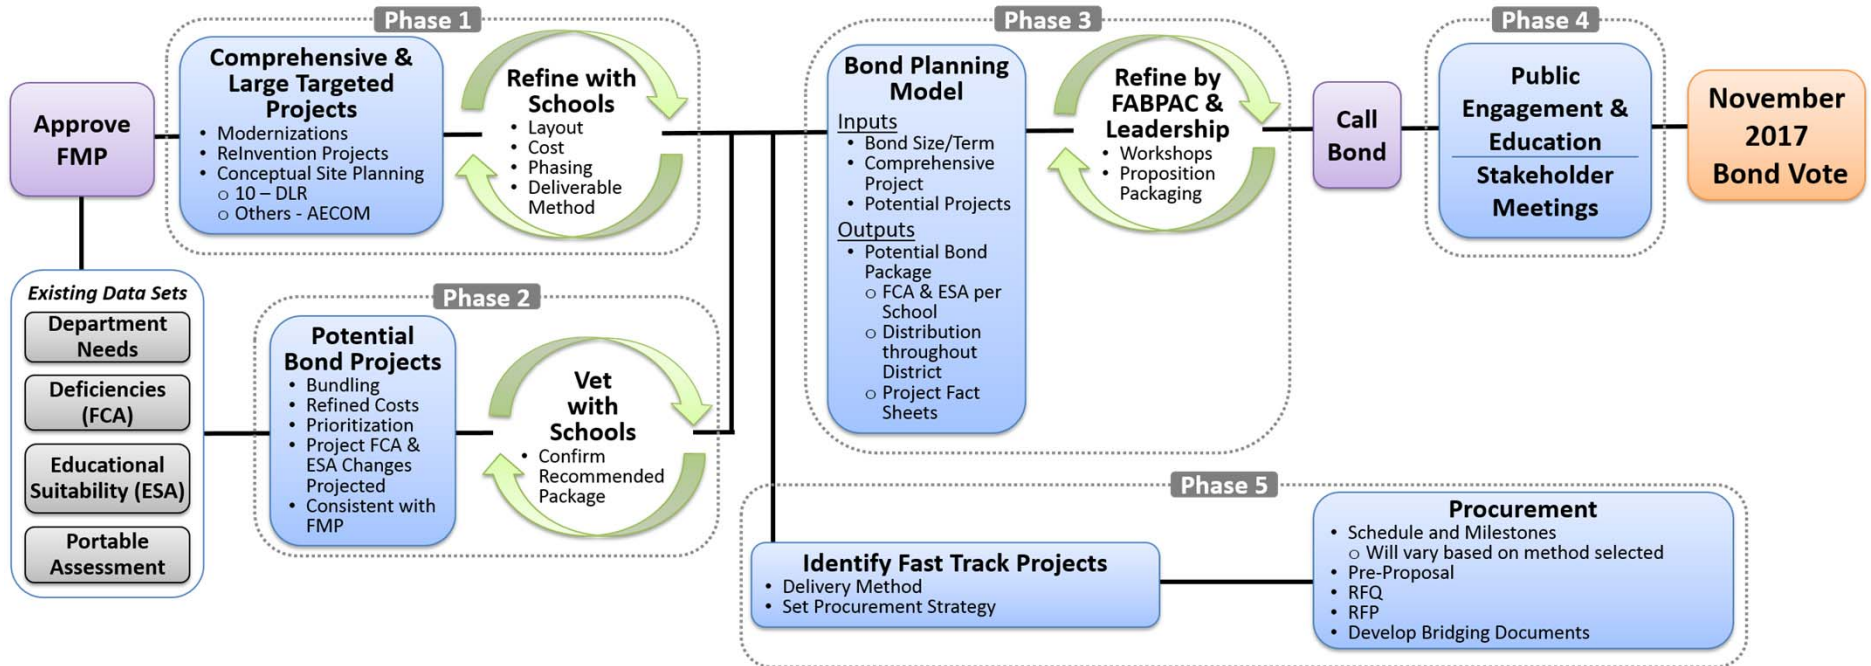 Phase 1
Phase 3
Phase 4
Approve
FMP
Comprehensive &
Large Targeted
Projects
• Modernizations
• ReInvention Projects
• Conceptual Site Planning
o 10 – DLR
o Others - AECOM
Refine with
Schools
• Layout
• Cost
• Phasing
• Deliverable
Method
Bond Planning
Model
Inputs
• Bond Size/Term
• Comprehensive
Project
• Potential Projects
Outputs
• Potential Bond
Package
o FCA & ESA per
School
o Distribution
throughout
District
o Project Fact
Sheets
Refine by
FABPAC &
Leadership
• Workshops
• Proposition
Packaging
Call
Bond
Public
Engagement &
Education
Stakeholder
Meetings
November
2017
Bond Vote
Existing Data Sets
Department
Needs
Deficiencies
(FCA)
Educational
Suitability (ESA)
Portable
Assessment
Phase 2
Potential
Bond Projects
• Bundling
• Refined Costs
• Prioritization
• Project FCA &
ESA Changes
Projected
• Consistent with
FMP
Vet
with
Schools
• Confirm
Recommended
Package
Phase 5
Identify Fast Track Projects
• Delivery Method
• Set Procurement Strategy
Procurement
• Schedule and Milestones
o Will vary based on method selected
• Pre-Proposal
• RFQ
• RFP
• Develop Bridging Documents